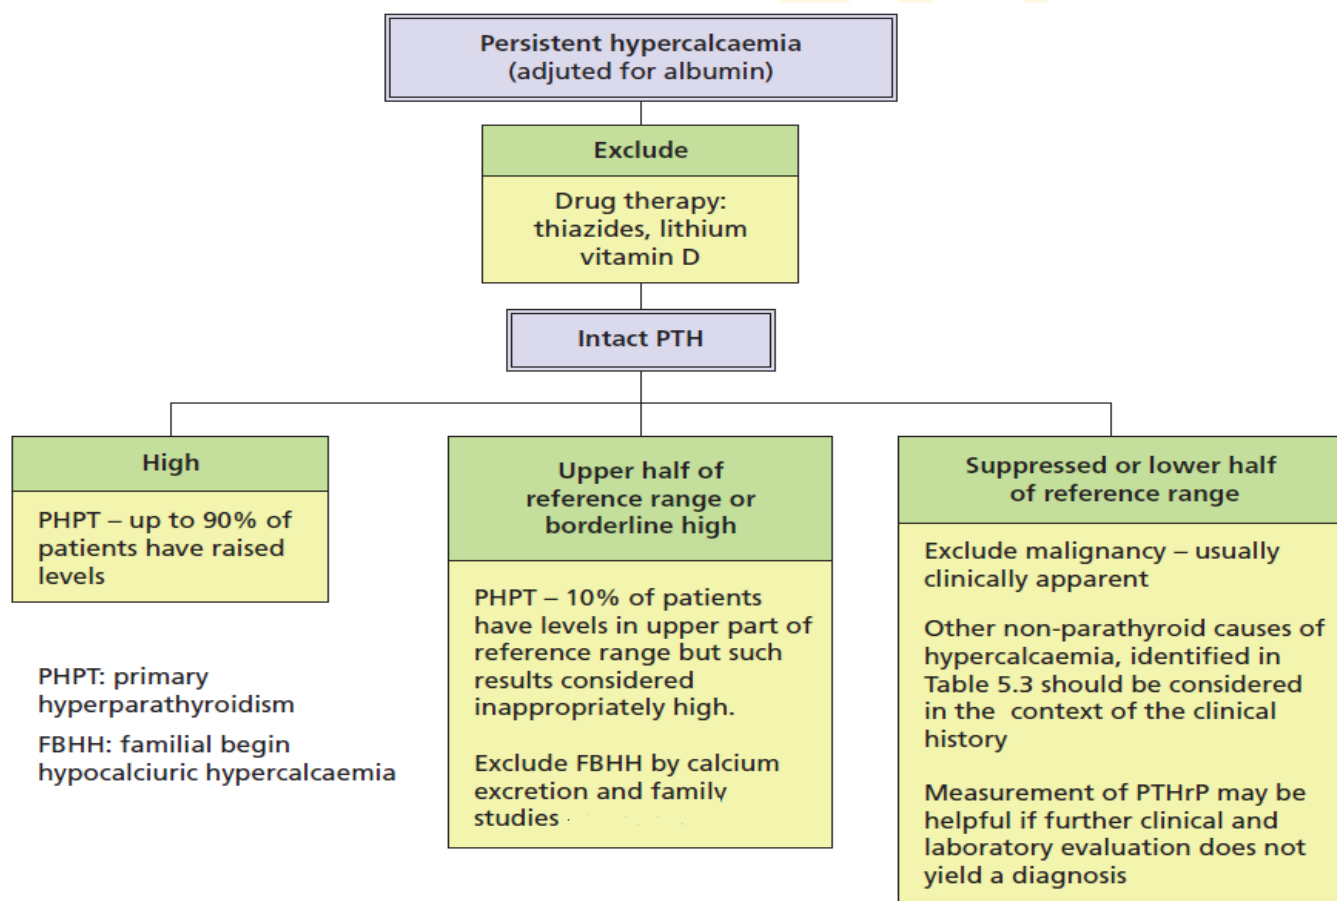 Persistent hypercalcaemia
(adjuted for albumin)
Exclude
Drug therapy:
thiazides, lithium
vitamin D
Intact PTH
High
PHPT – up to 90% of
patients have raised
levels
PHPT: primary
hyperparathyroidism
FBHH: familial begin
hypocalciuric hypercalcaemia
Upper half of
reference range or
borderline high
PHPT – 10% of patients
have levels in upper part of
reference range but such
results considered
inappropriately high.
Exclude FBHH by calcium
excretion and family
studies
Suppressed or lower half
of reference range
Exclude malignancy – usually
clinically apparent
Other non-parathyroid causes of
hypercalcaemia, identified in
Table 5.3 should be considered
in the context of the clinical
history
Measurement of PTHrP may be
helpful if further clinical and
laboratory evaluation does not
yield a diagnosis